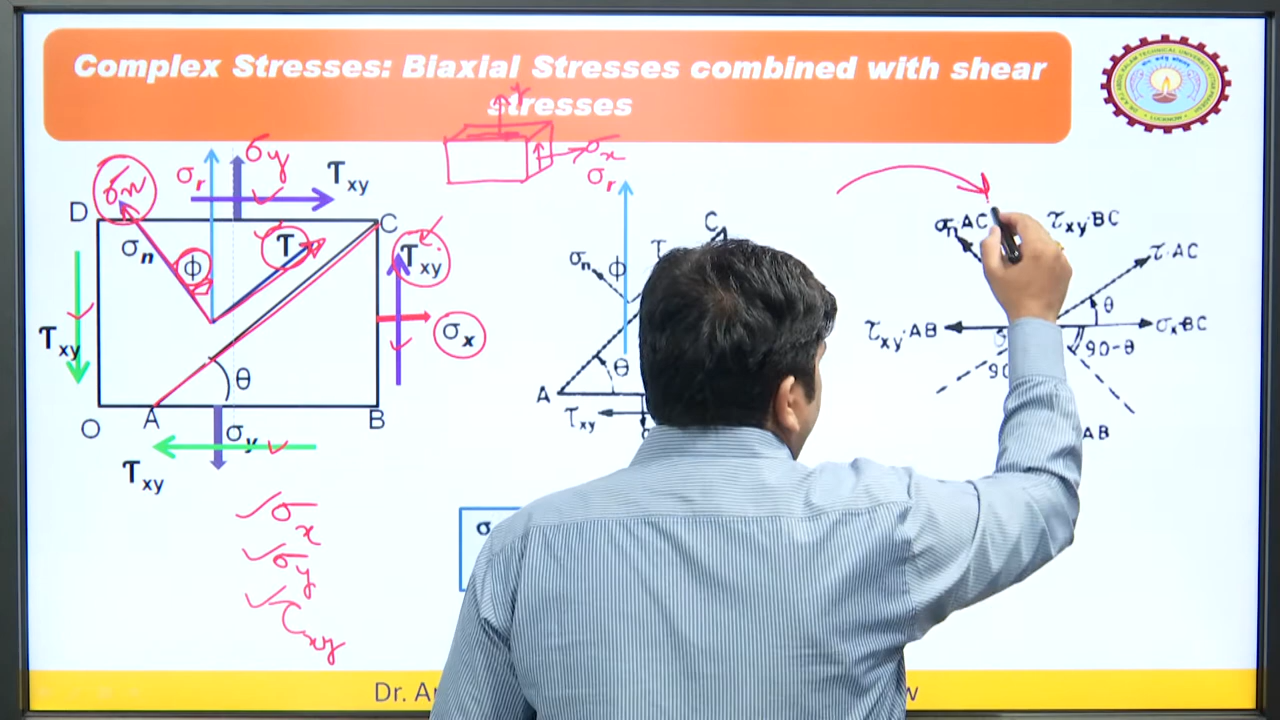 Complex Stresses: Biaxial Stresses combined with shear
stresses
y
σx
σn
σr
σy
τxy
D
C
σn
ϕ
τ
τxy
σx
τxy
θ
O
A
B
σy
τxy
σx
σy
τxy
σr
C
σn
ϕ
τ
θ
A
τxy
σn AC
τxy·BC
τ·AC
θ
τxy·AB
σx·BC
90-θ
AB
σ
Dr.